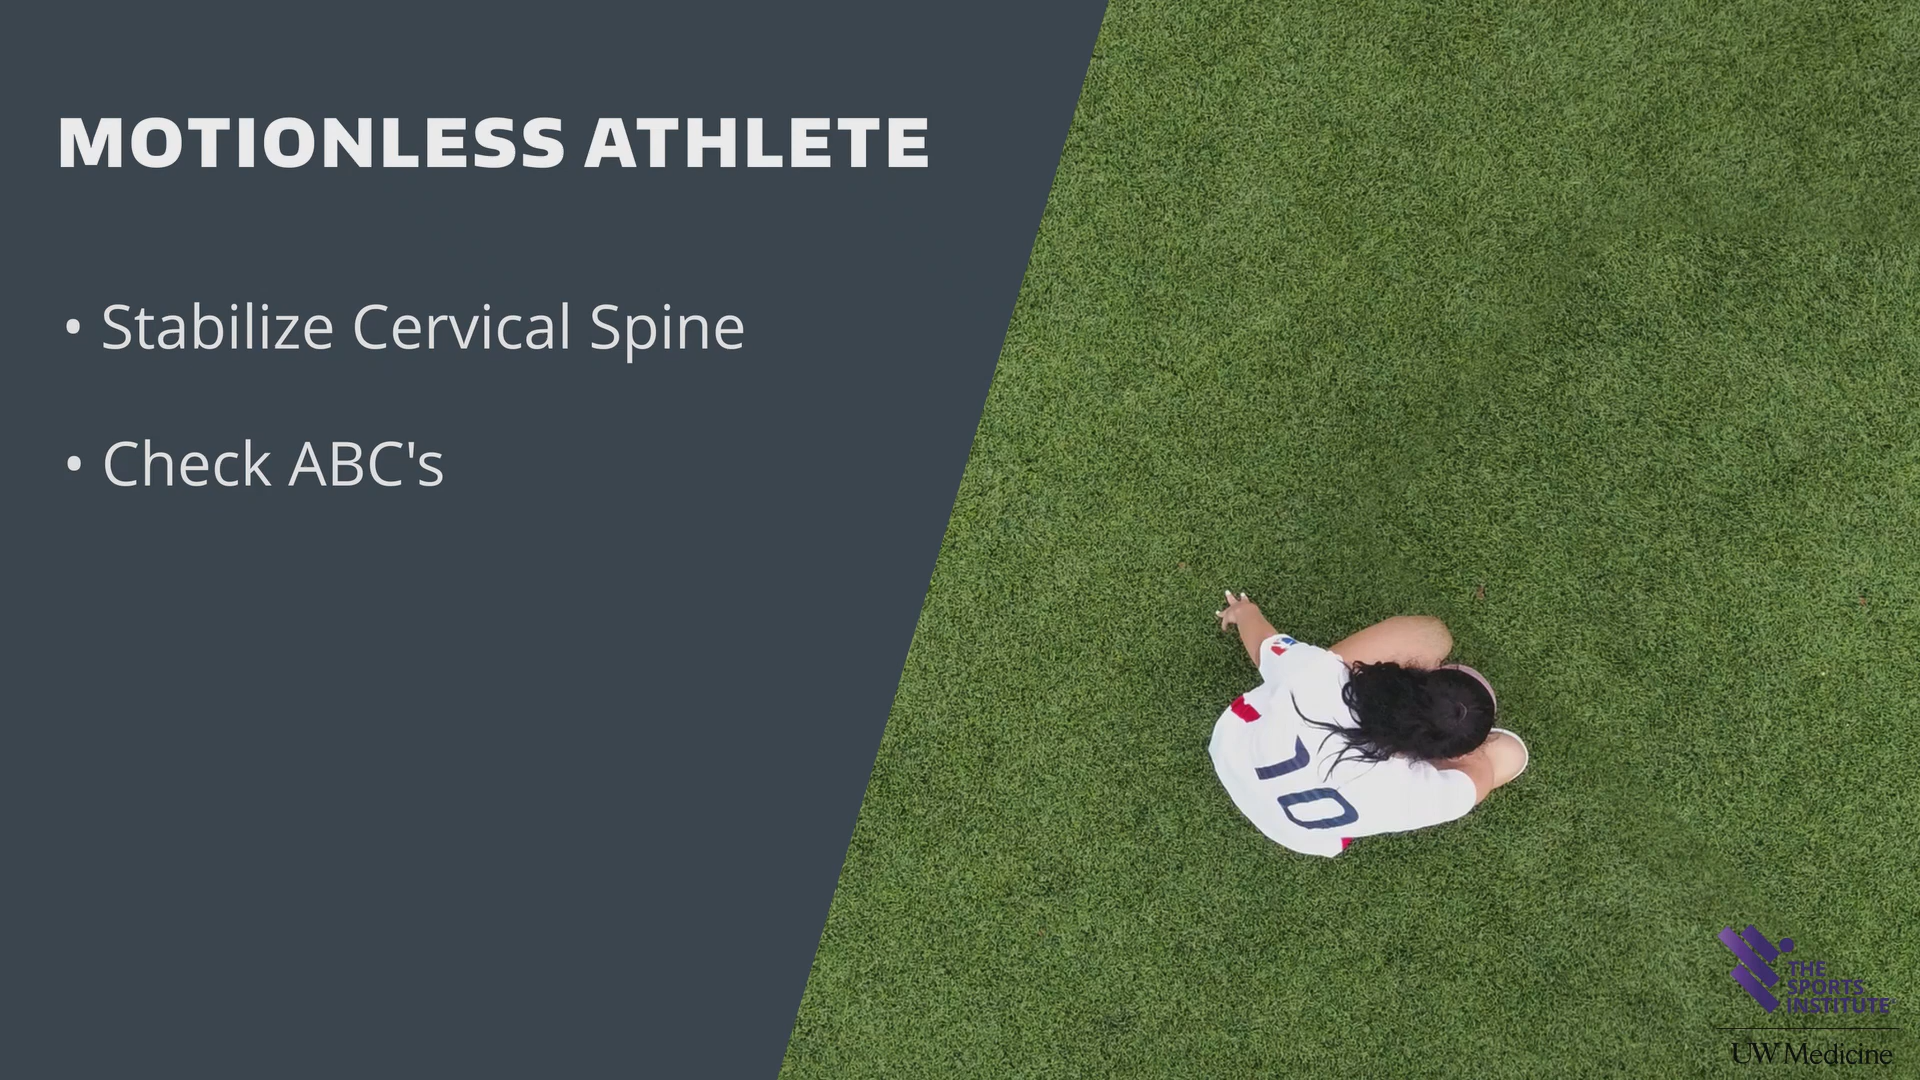 MOTIONLESS ATHLETE
• Stabilize Cervical Spine
• Check ABC's
10
THE
SPORTS
INSTITUTE
UW Medicine